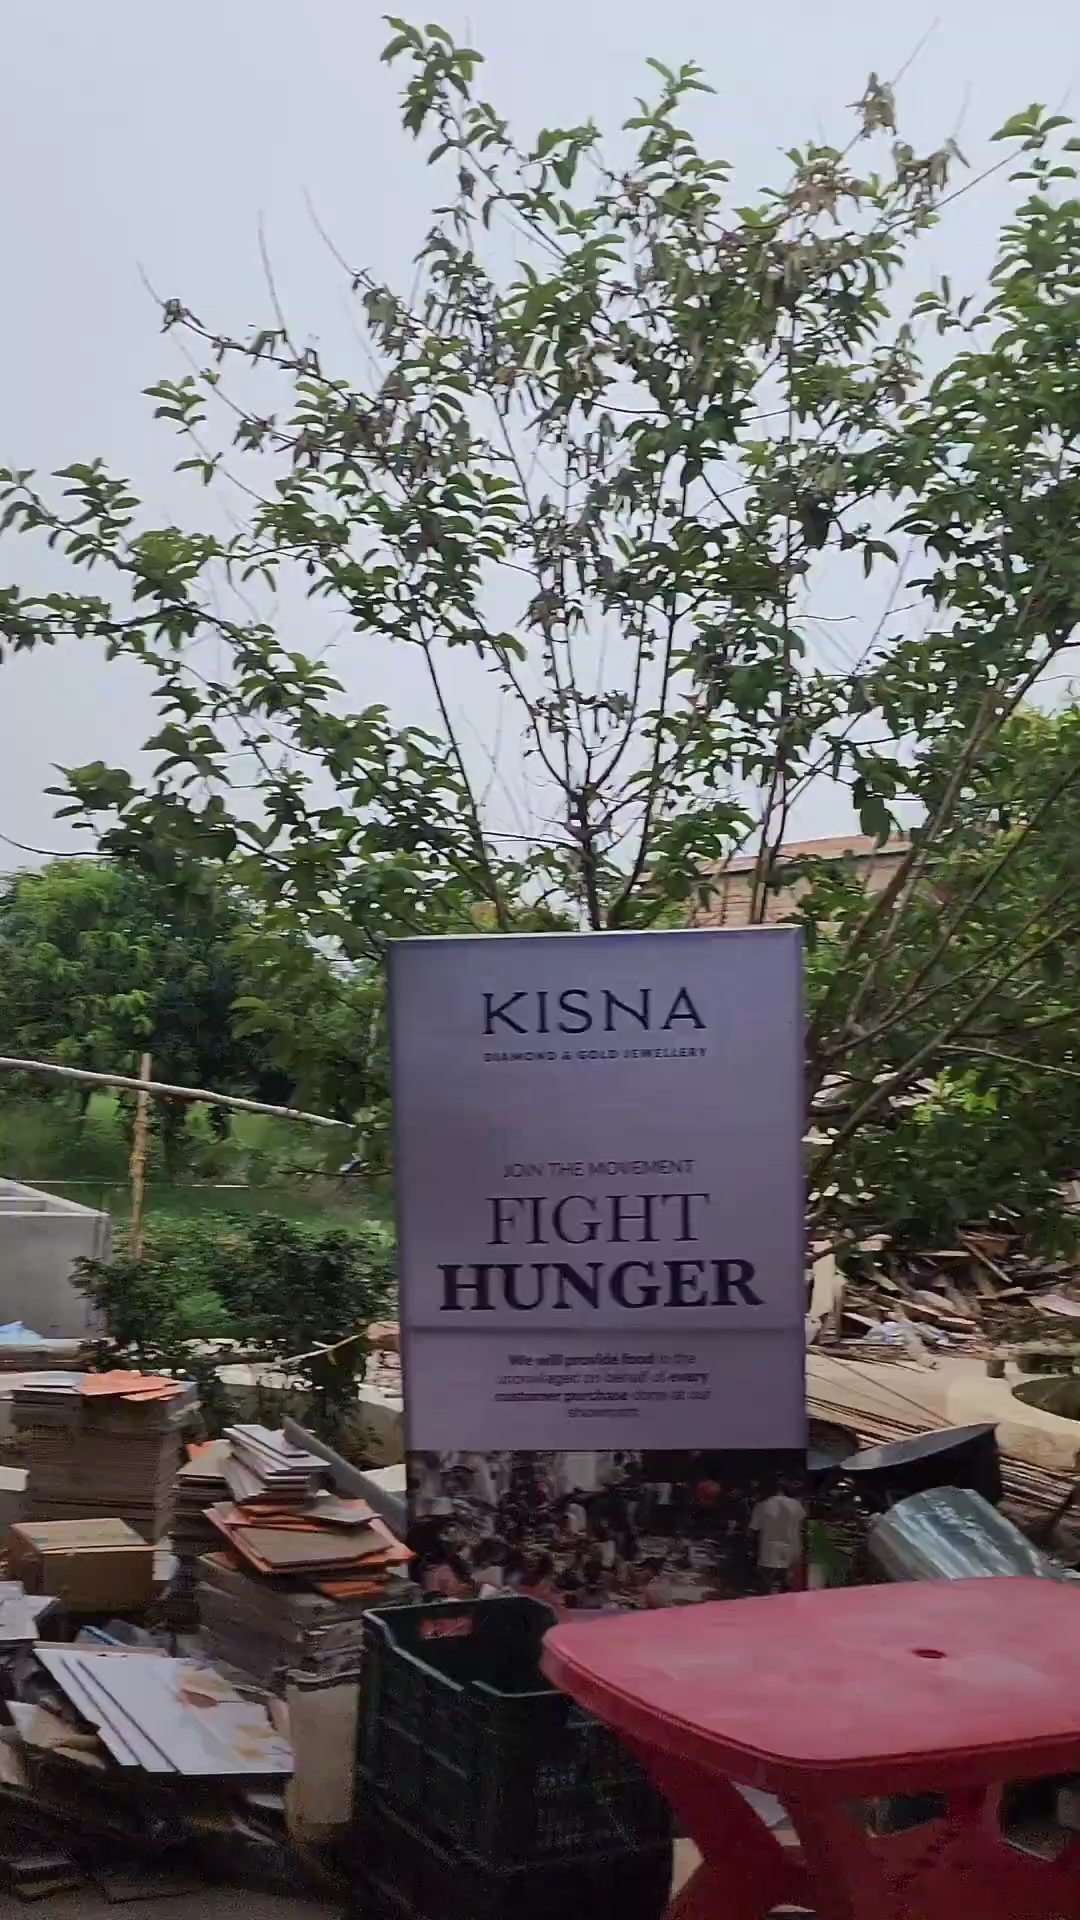 KISNA
DIAMOND & GOLD JEWELLERY
JOIN THE MOVEMENT
FIGHT
HUNGER
We will provide food to the
unprivileged on behalf of every
customer purchase done at our
showroom